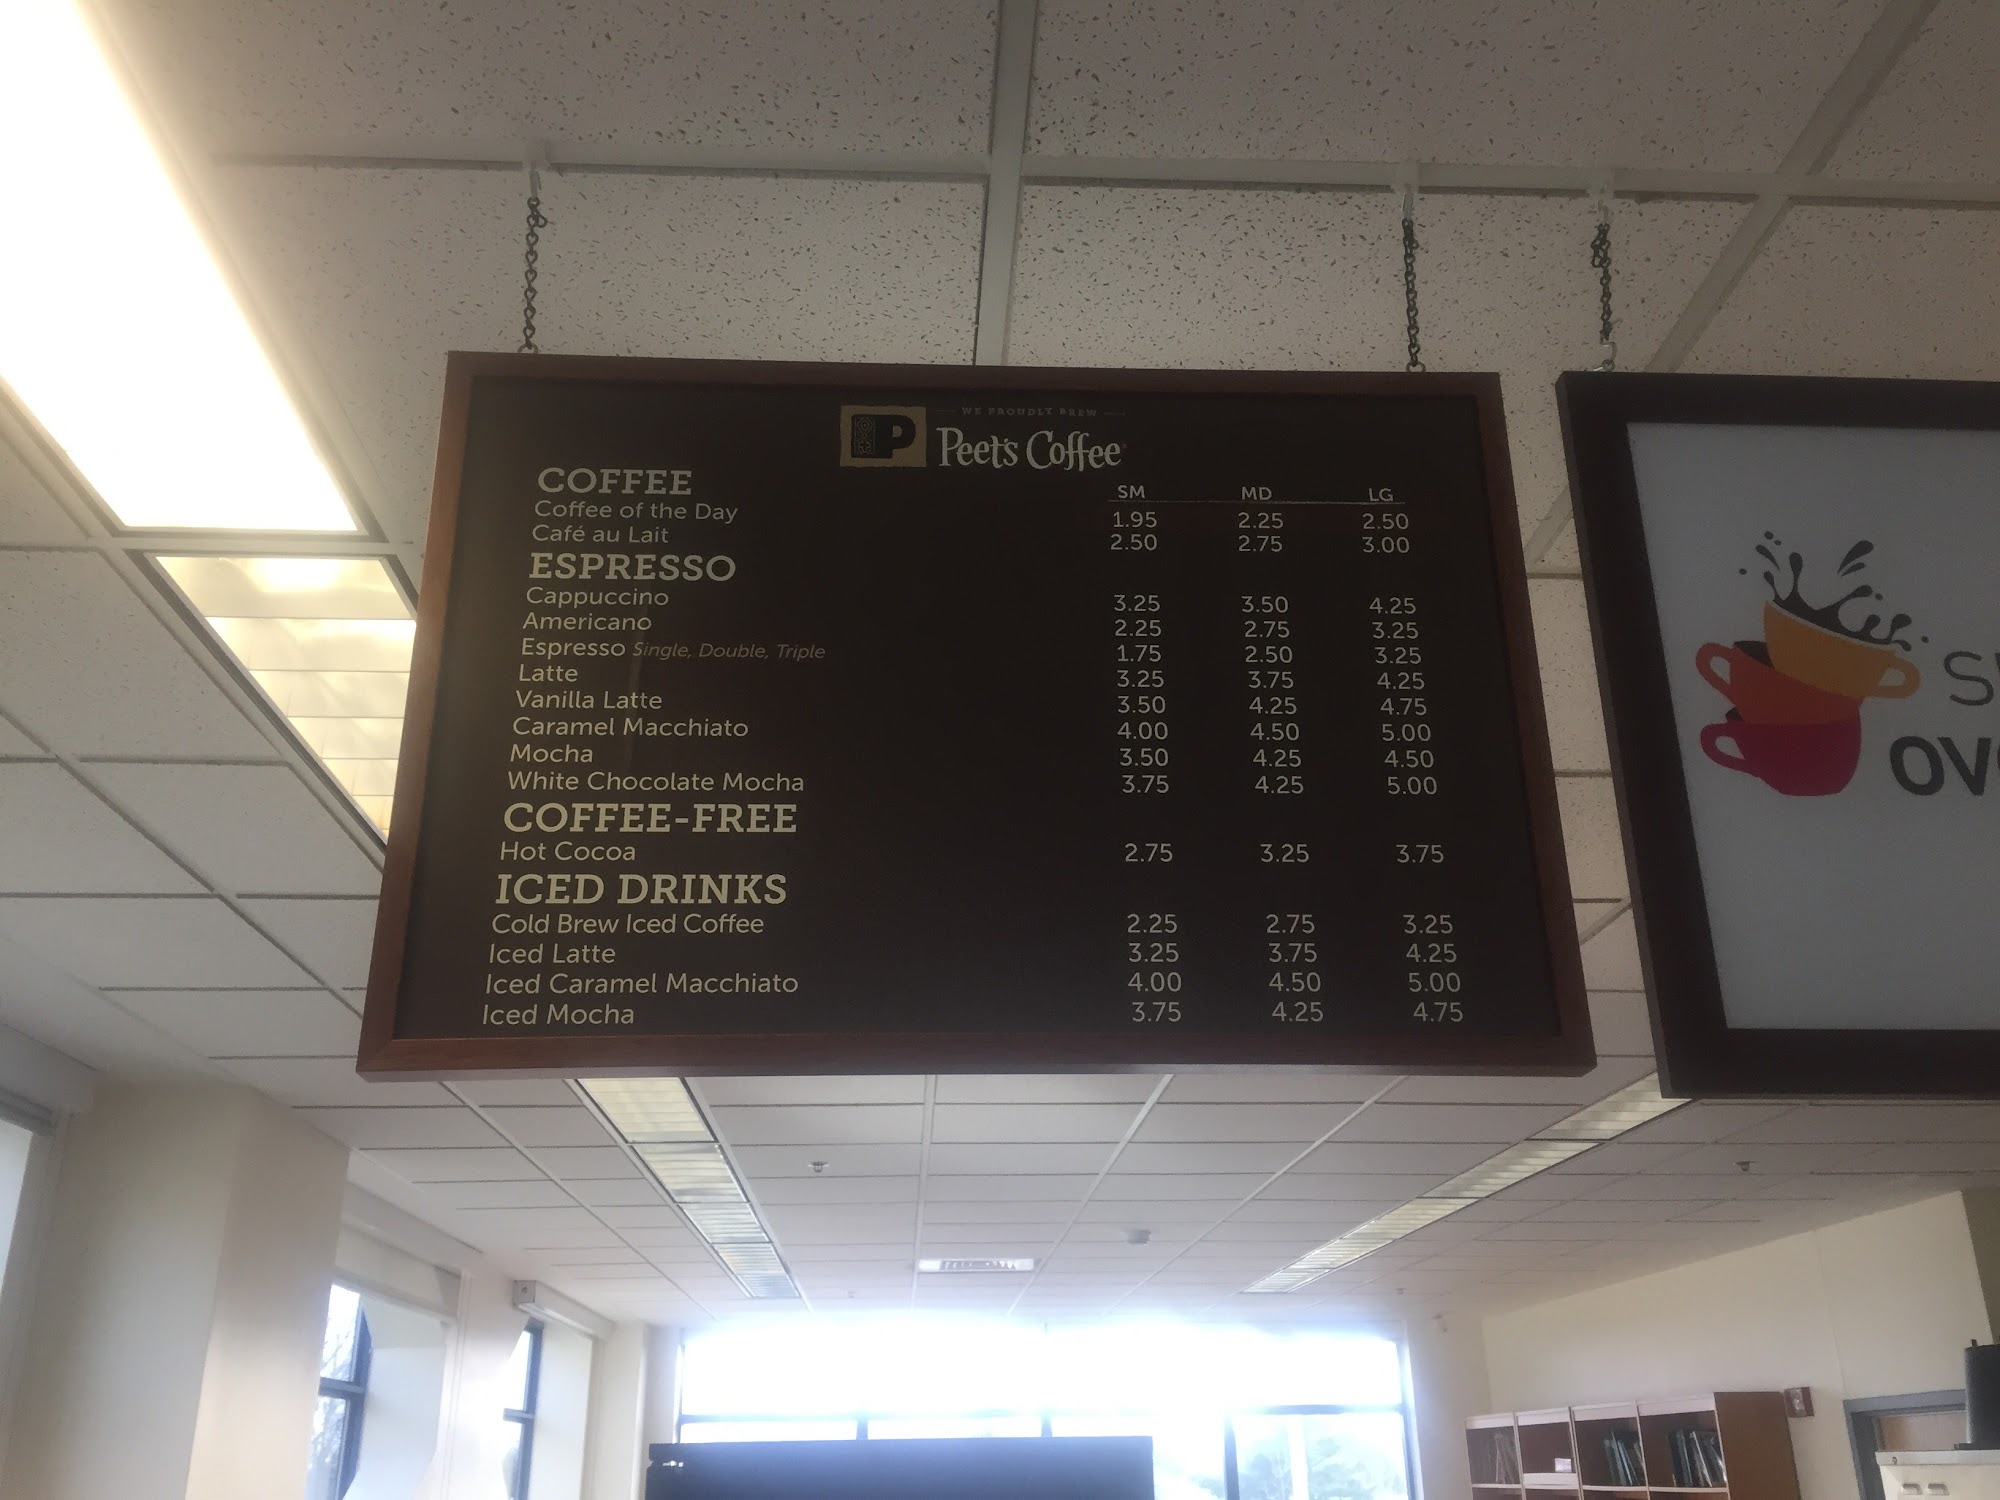 WE PROUDLY BREW
P Peet's Coffee
COFFEE SM MD LG
Coffee of the Day 1.95 2.25 2.50
Café au Lait 2.50 2.75 3.00
ESPRESSO
Cappuccino 3.25 3.50 4.25
Americano 2.25 2.75 3.25
Espresso Single, Double, Triple 1.75 2.50 3.25
Latte 3.25 3.75 4.25
Vanilla Latte 3.50 4.25 4.75
Caramel Macchiato 4.00 4.50 5.00
Mocha 3.50 4.25 4.50
White Chocolate Mocha 3.75 4.25 5.00
COFFEE-FREE
Hot Cocoa 2.75 3.25 3.75
ICED DRINKS
Cold Brew Iced Coffee 2.25 2.75 3.25
Iced Latte 3.25 3.75 4.25
Iced Caramel Macchiato 4.00 4.50 5.00
Iced Mocha 3.75 4.25 4.75